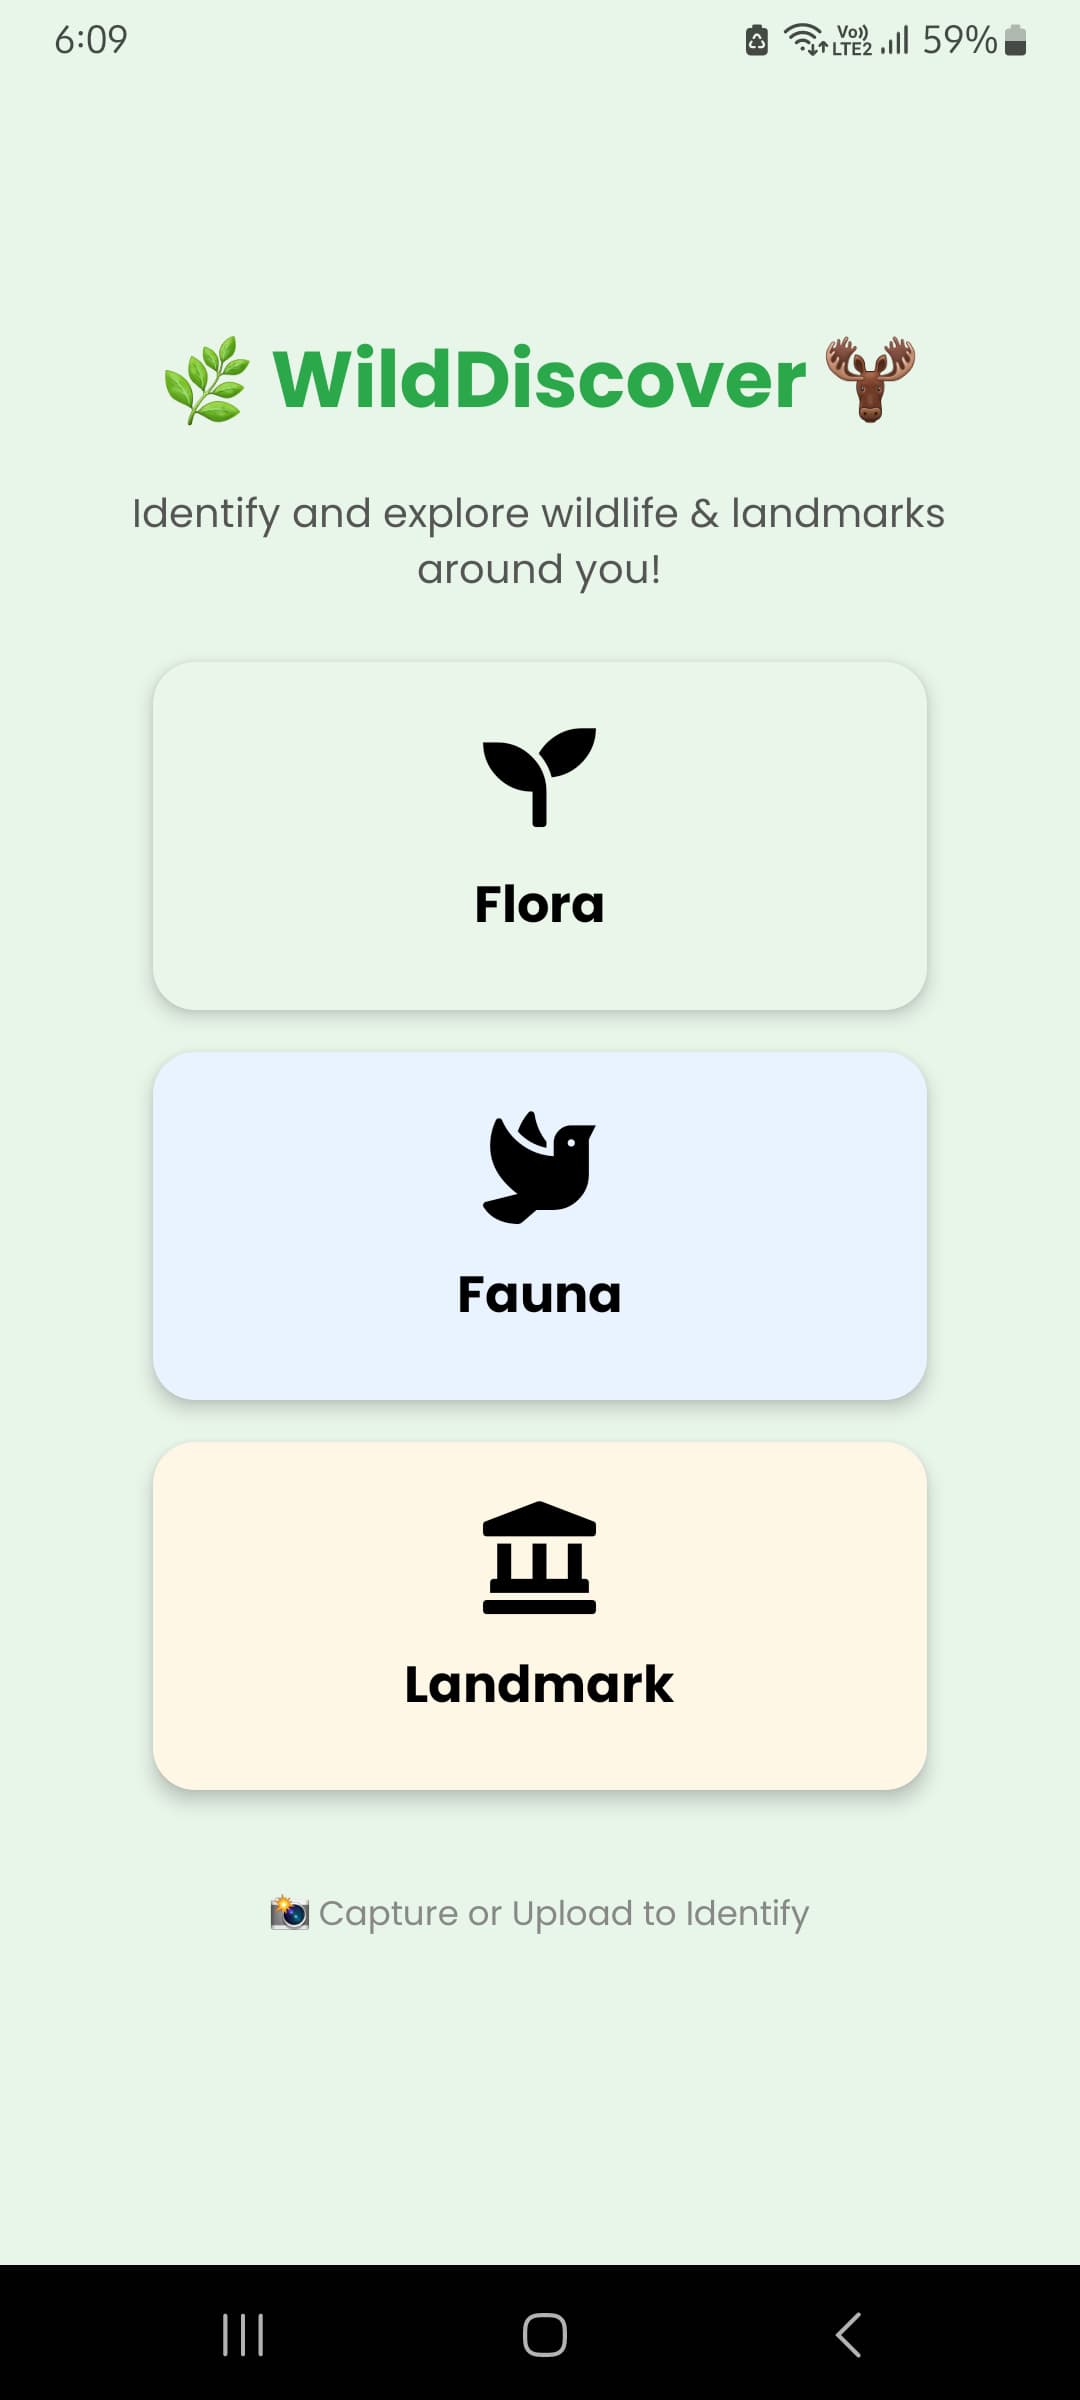 6:09
Vo)) LTE2 59%
🌿 WildDiscover 🫎
Identify and explore wildlife & landmarks
around you!
Flora
Fauna
Landmark
📸 Capture or Upload to Identify